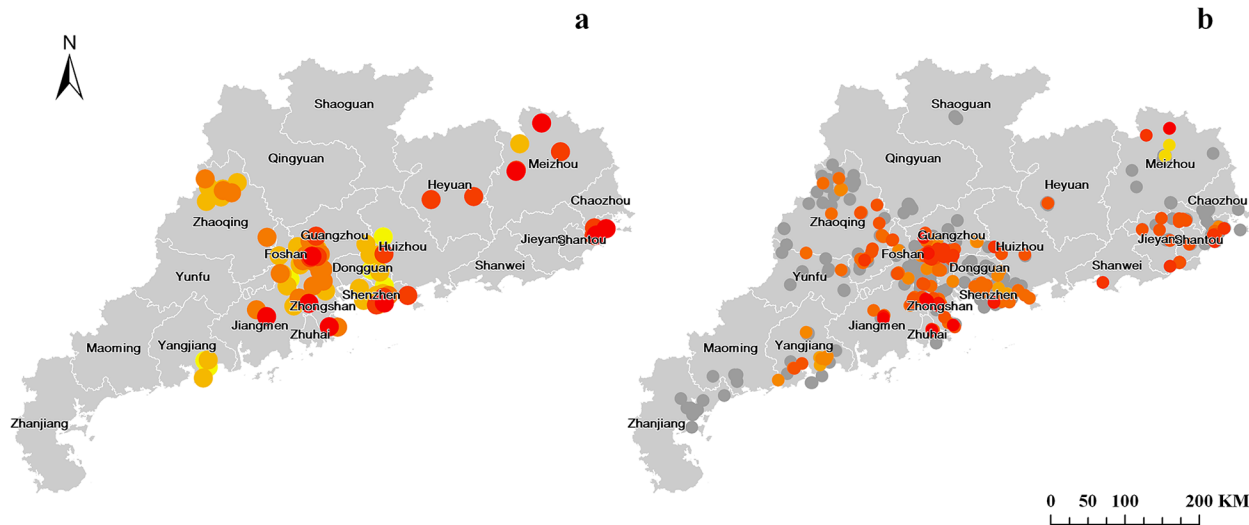 a
N
Shaoguan
Qingyuan
Meizhou
Heyuan
Chaozhou
Zhaoqing
Guangzhou
Jieyang
Shantou
Foshan
Huizhou
Dongguan
Shanwei
Yunfu
Shenzhen
Zhongshan
Jiangmen
Zhuhai
Maoming
Yangjiang
Zhanjiang
b
Shaoguan
Qingyuan
Meizhou
Heyuan
Chaozhou
Zhaoqing
Guangzhou
Jieyang
Shantou
Foshan
Huizhou
Dongguan
Shanwei
Yunfu
Shenzhen
Zhongshan
Jiangmen
Zhuhai
Maoming
Yangjiang
Zhanjiang
0 50 100 200 KM